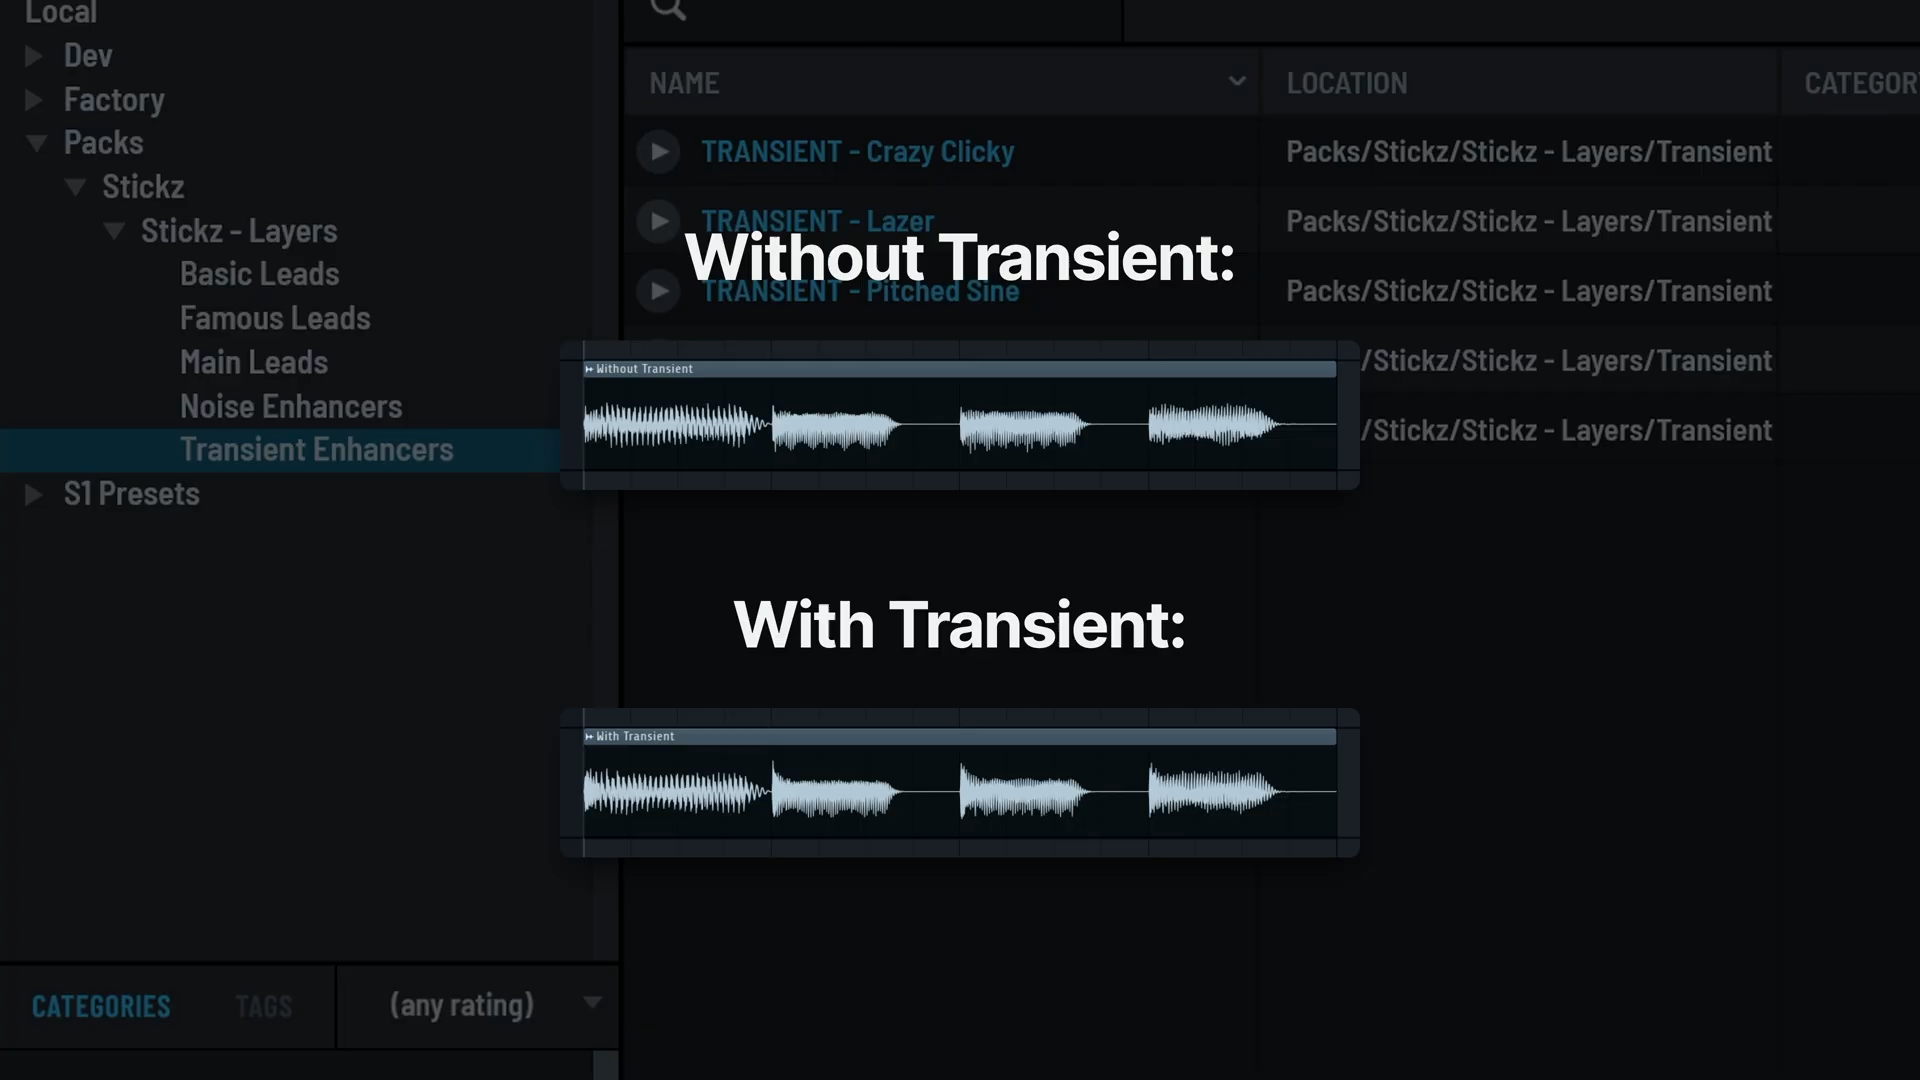 Local
Dev
Factory
Packs
Stickz
Stickz - Layers
Basic Leads
Famous Leads
Main Leads
Noise Enhancers
Transient Enhancers
S1 Presets
CATEGORIES
TAGS
(any rating)
NAME
LOCATION
CATEGOR
TRANSIENT - Crazy Clicky
Packs/Stickz/Stickz - Layers/Transient
TRANSIENT - Lazer
Packs/Stickz/Stickz - Layers/Transient
TRANSIENT - Pitched Sine
Packs/Stickz/Stickz - Layers/Transient
/Stickz/Stickz - Layers/Transient
/Stickz/Stickz - Layers/Transient
Without Transient:
Without Transient
With Transient:
With Transient